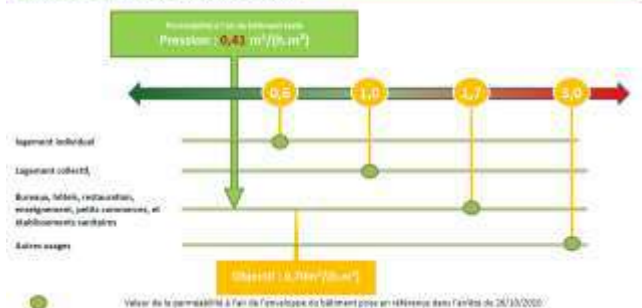 Perméabilité à l'air du bâtiment testé
Pression : 0,43 m³/(h.m²)
0,6
1,0
1,7
3,0
logement individuel
Logement collectif,
Bureaux, hôtels, restauration,
enseignement, petits commerces, et
établissements sanitaires
Autres usages
Objectif : 0,70m³/(h.m²)
Valeur de la perméabilité à l'air de l'enveloppe du bâtiment prise en référence dans l'arrêté du 26/10/2010